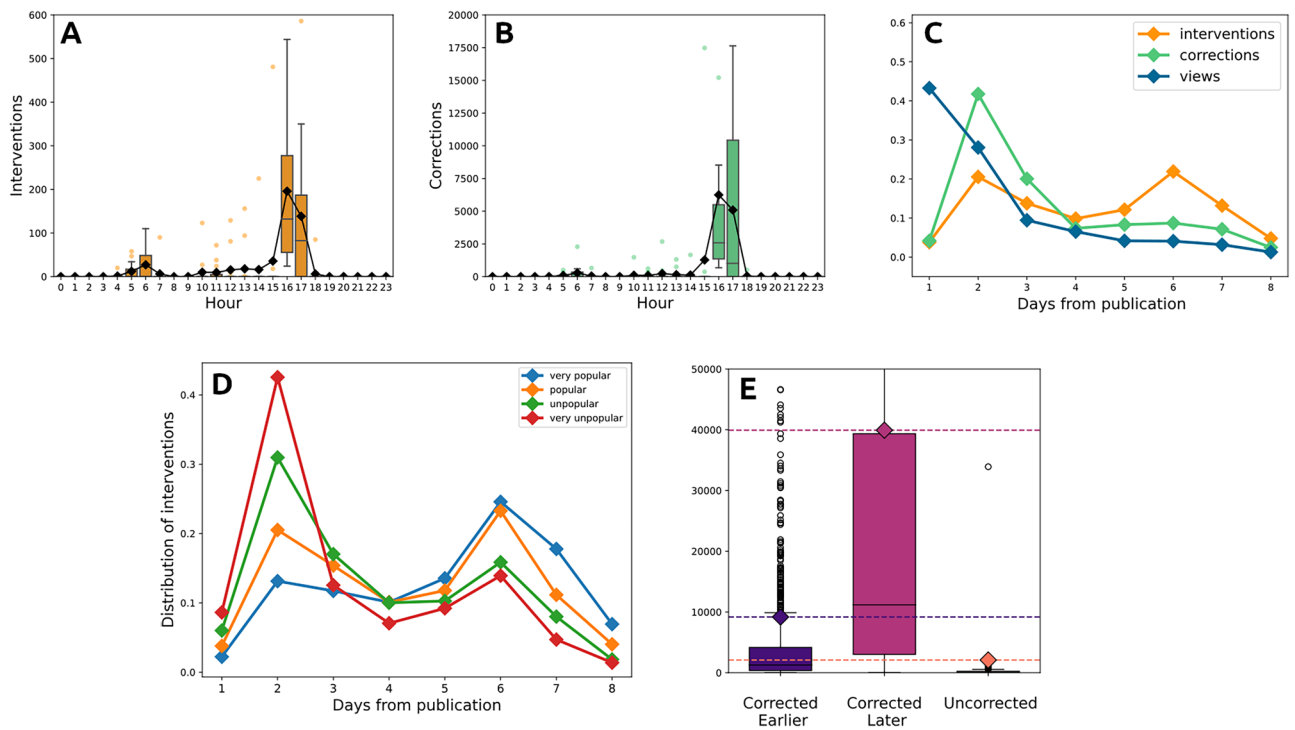 A
Interventions
600
500
400
300
200
100
0
0 1 2 3 4 5 6 7 8 9 10 11 12 13 14 15 16 17 18 19 20 21 22 23
Hour
B
Corrections
20000
17500
15000
12500
10000
7500
5000
2500
0
0 1 2 3 4 5 6 7 8 9 10 11 12 13 14 15 16 17 18 19 20 21 22 23
Hour
C
interventions
corrections
views
0.6
0.5
0.4
0.3
0.2
0.1
0.0
1 2 3 4 5 6 7 8
Days from publication
D
very popular
popular
unpopular
very unpopular
Distribution of interventions
0.4
0.3
0.2
0.1
0.0
1 2 3 4 5 6 7 8
Days from publication
E
50000
40000
30000
20000
10000
0
Corrected Corrected Uncorrected
Earlier Later